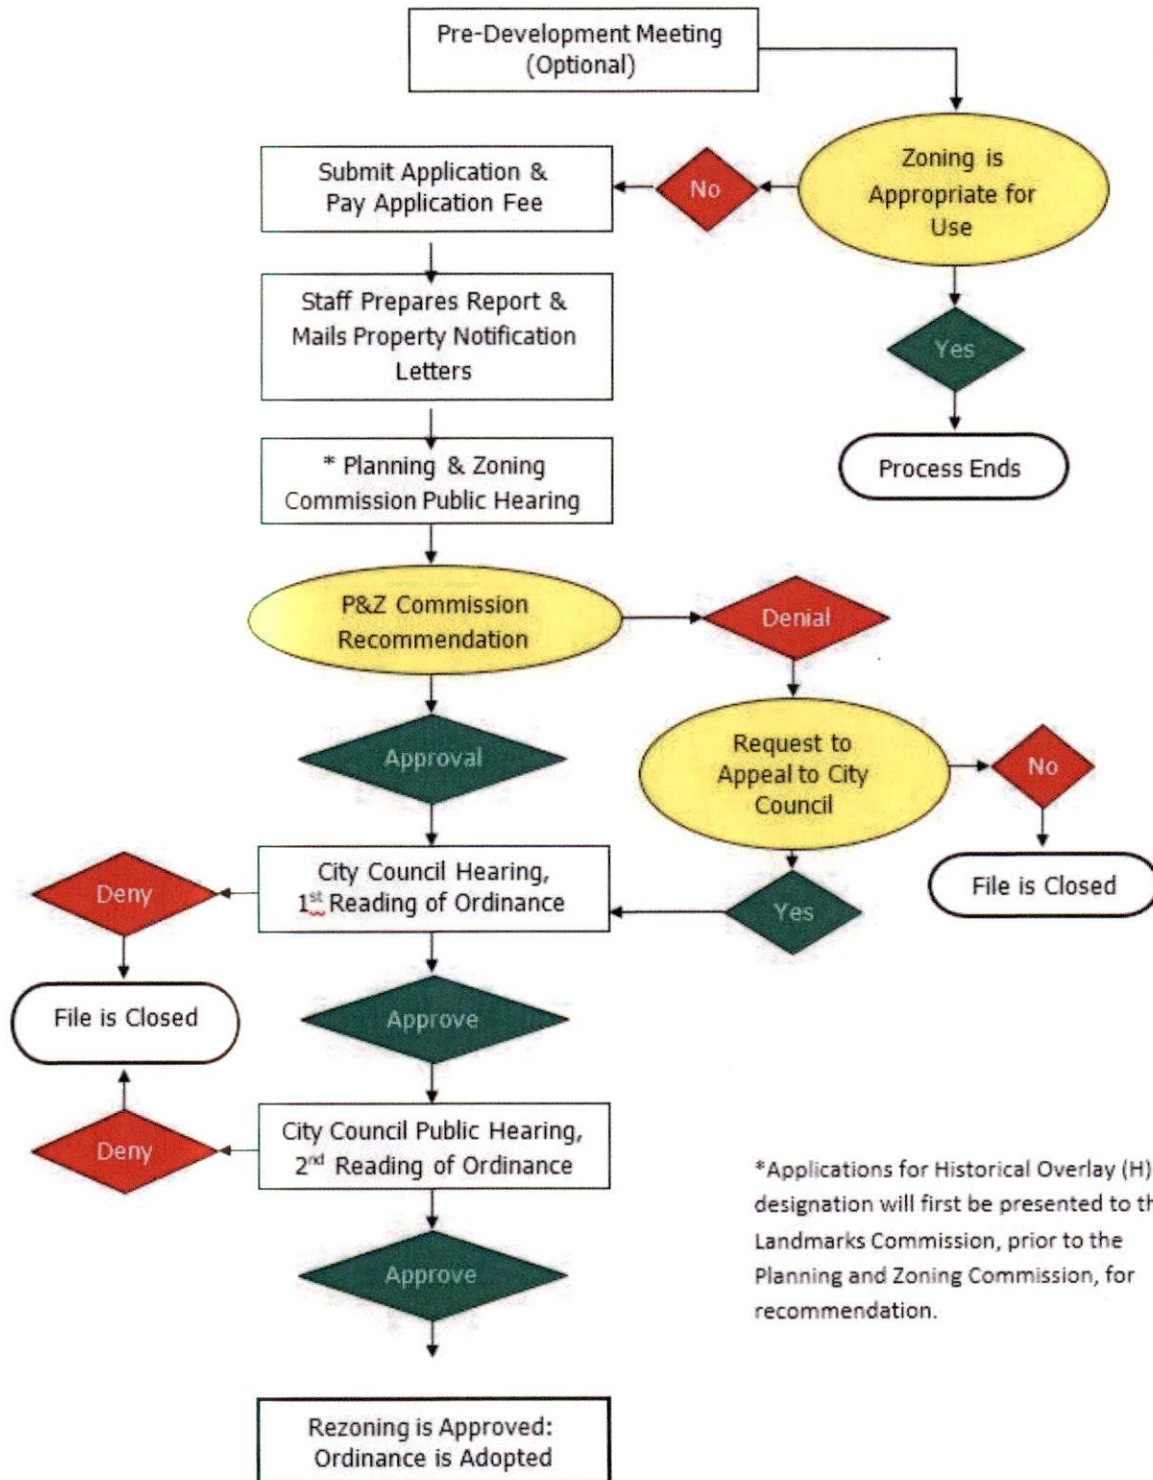 Pre-Development Meeting
(Optional)
Zoning is
Appropriate for
Use
No
Submit Application &
Pay Application Fee
Yes
Process Ends
Staff Prepares Report &
Mails Property Notification
Letters
* Planning & Zoning
Commission Public Hearing
P&Z Commission
Recommendation
Denial
Approval
Request to
Appeal to City
Council
No
File is Closed
Yes
City Council Hearing,
1st Reading of Ordinance
Deny
File is Closed
Approve
City Council Public Hearing,
2nd Reading of Ordinance
Deny
Approve
Rezoning is Approved:
Ordinance is Adopted
*Applications for Historical Overlay (H)
designation will first be presented to
Landmarks Commission, prior to the
Planning and Zoning Commission, for
recommendation.